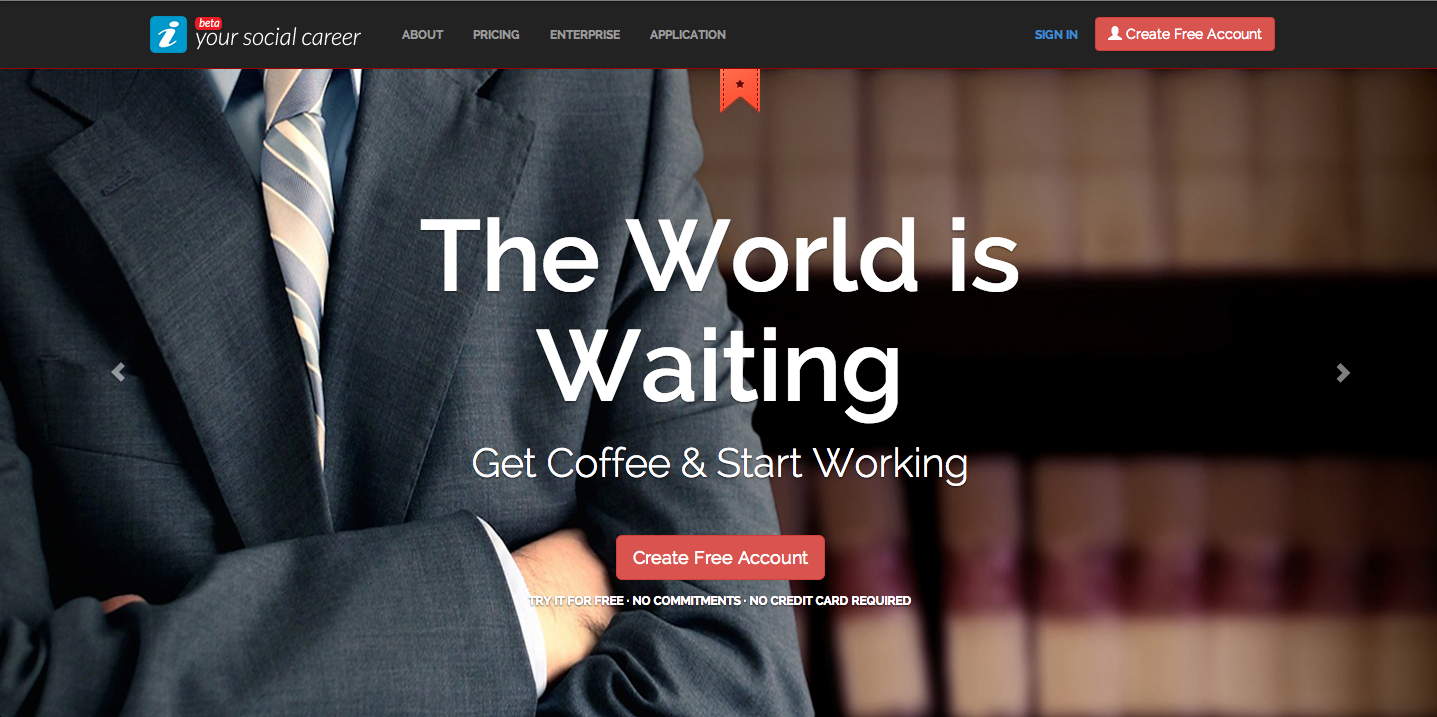 i
beta
your social career
ABOUT
PRICING
ENTERPRISE
APPLICATION
SIGN IN
Create Free Account
The World is
Waiting
Get Coffee & Start Working
Create Free Account
TRY IT FOR FREE · NO COMMITMENTS · NO CREDIT CARD REQUIRED